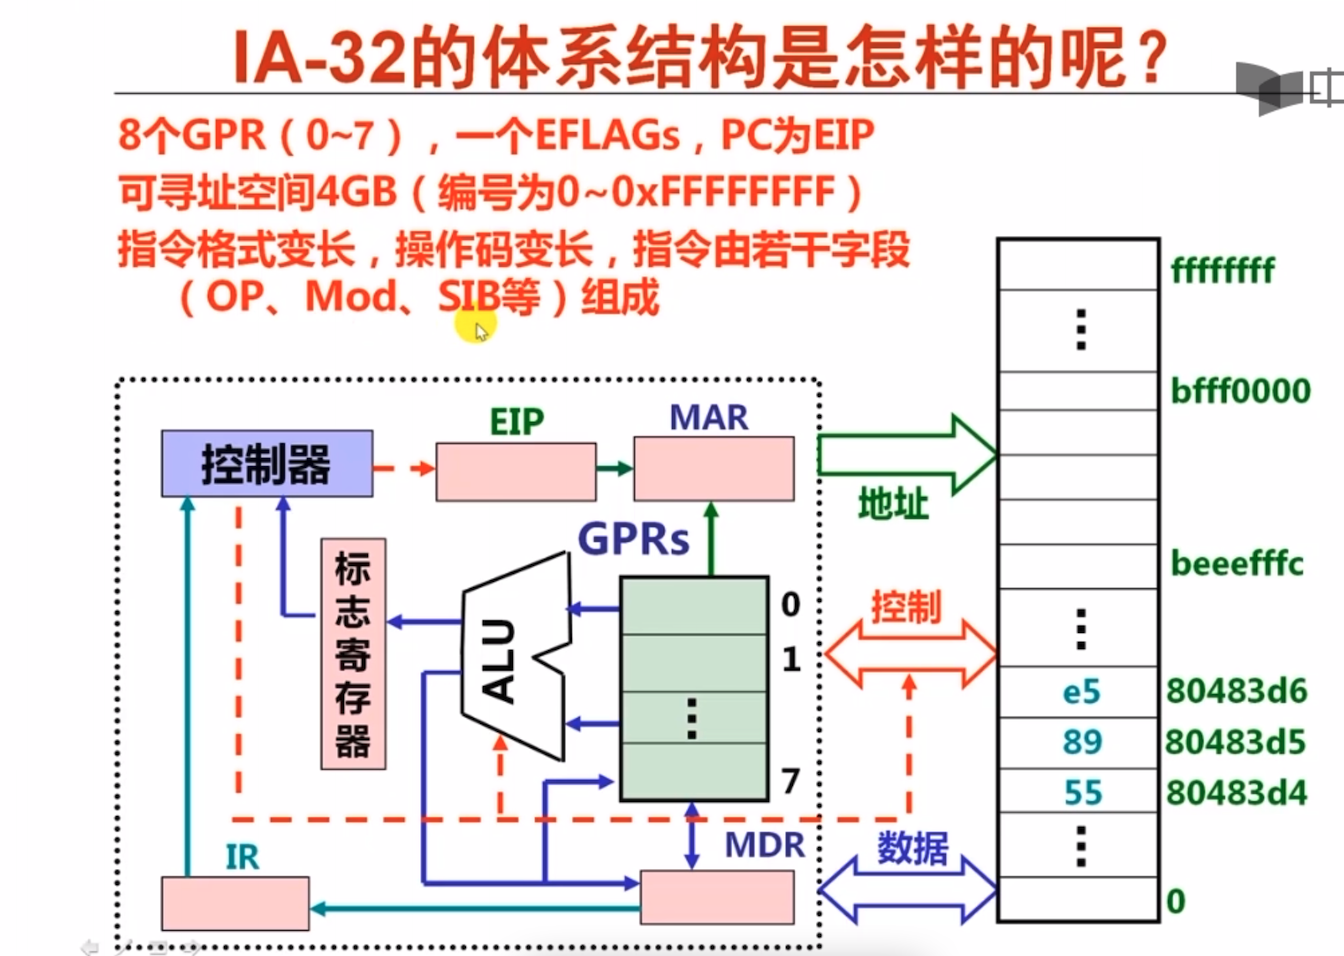 IA-32的体系结构是怎样的呢？
中
8个GPR（0~7），一个EFLAGs，PC为EIP
可寻址空间4GB（编号为0~0xFFFFFFFF）
指令格式变长，操作码变长，指令由若干字段
（OP、Mod、SIB等）组成
ffffffff
bfff0000
EIP
MAR
控制器
地址
GPRs
beeefffc
标志寄存器
ALU
0
1
7
控制
e5
80483d6
89
80483d5
55
80483d4
IR
MDR
数据
0